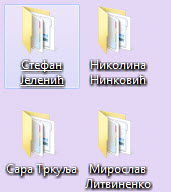 Стефан
Јеленић
Николина
Нинковић
Сара Тркуља
Мирослав
Литвиненко